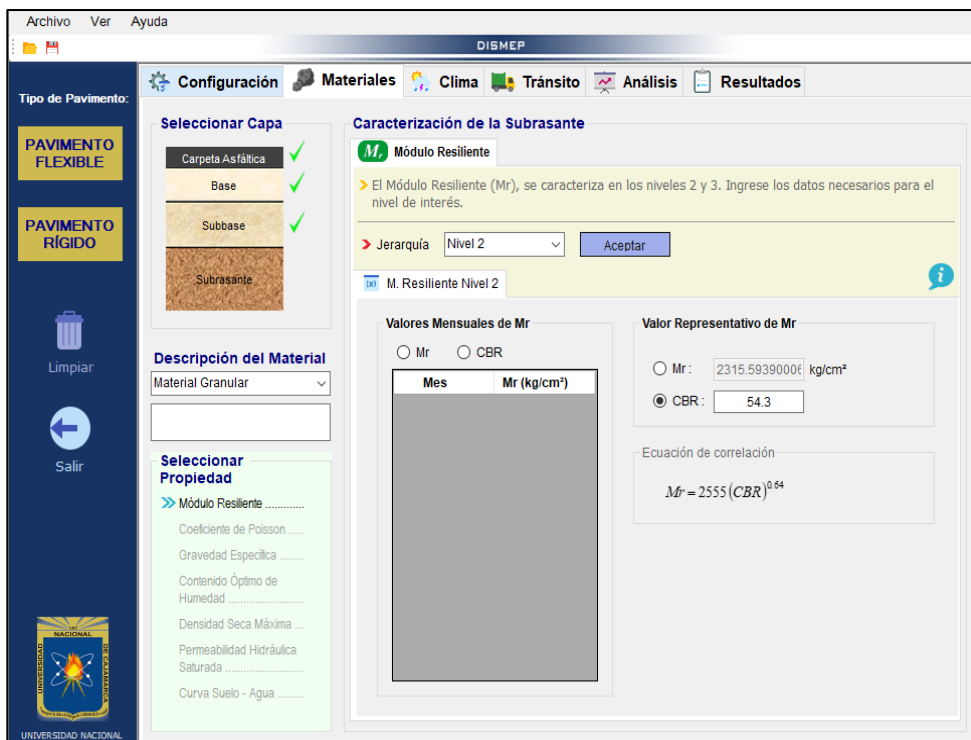 Archivo Ver Ayuda
DISMEP
Tipo de Pavimento:
PAVIMENTO
FLEXIBLE
PAVIMENTO
RÍGIDO
Limpiar
Salir
UNIVERSIDAD NACIONAL
Configuración Materiales Clima Tránsito Análisis Resultados
Seleccionar Capa
Carpeta Asfáltica
Base
Subbase
Subrasante
Descripción del Material
Material Granular
Seleccionar
Propiedad
Módulo Resiliente ............
Coeficiente de Poisson .....
Gravedad Especifica ........
Contenido Óptimo de
Humedad .........................
Densidad Seca Máxima ...
Permeabilidad Hidráulica
Saturada ..........................
Curva Suelo - Agua ........
Caracterización de la Subrasante
Mr Módulo Resiliente
El Módulo Resiliente (Mr), se caracteriza en los niveles 2 y 3. Ingrese los datos necesarios para el
nivel de interés.
Jerarquía Nivel 2 Aceptar
M. Resiliente Nivel 2
Valores Mensuales de Mr
Mr CBR
Mes Mr (kg/cm²)
Valor Representativo de Mr
Mr : 2315.5939000 kg/cm²
CBR : 54.3
Ecuación de correlación
Mr = 2555(CBR)^0.64